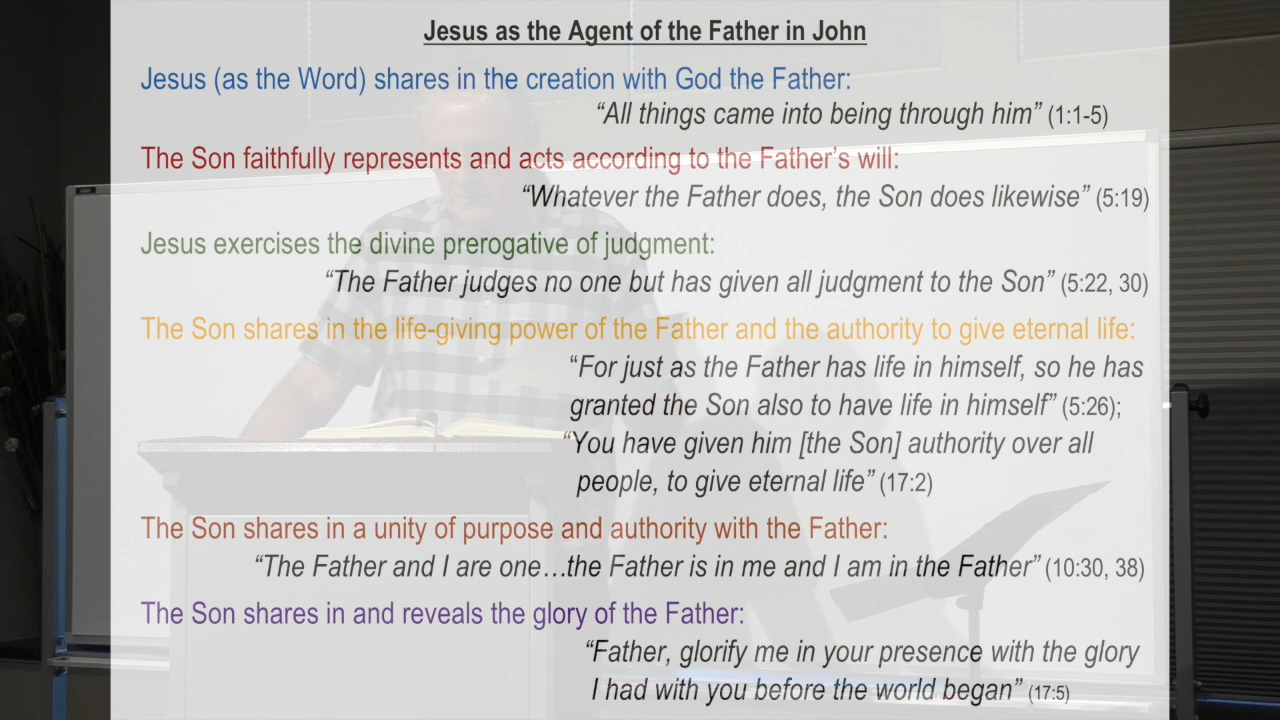 Jesus as the Agent of the Father in John
Jesus (as the Word) shares in the creation with God the Father:
“All things came into being through him” (1:1-5)
The Son faithfully represents and acts according to the Father’s will:
“Whatever the Father does, the Son does likewise” (5:19)
Jesus exercises the divine prerogative of judgment:
“The Father judges no one but has given all judgment to the Son” (5:22, 30)
The Son shares in the life-giving power of the Father and the authority to give eternal life:
“For just as the Father has life in himself, so he has
granted the Son also to have life in himself” (5:26);
“You have given him [the Son] authority over all
people, to give eternal life” (17:2)
The Son shares in a unity of purpose and authority with the Father:
“The Father and I are one…the Father is in me and I am in the Father” (10:30, 38)
The Son shares in and reveals the glory of the Father:
“Father, glorify me in your presence with the glory
I had with you before the world began” (17:5)